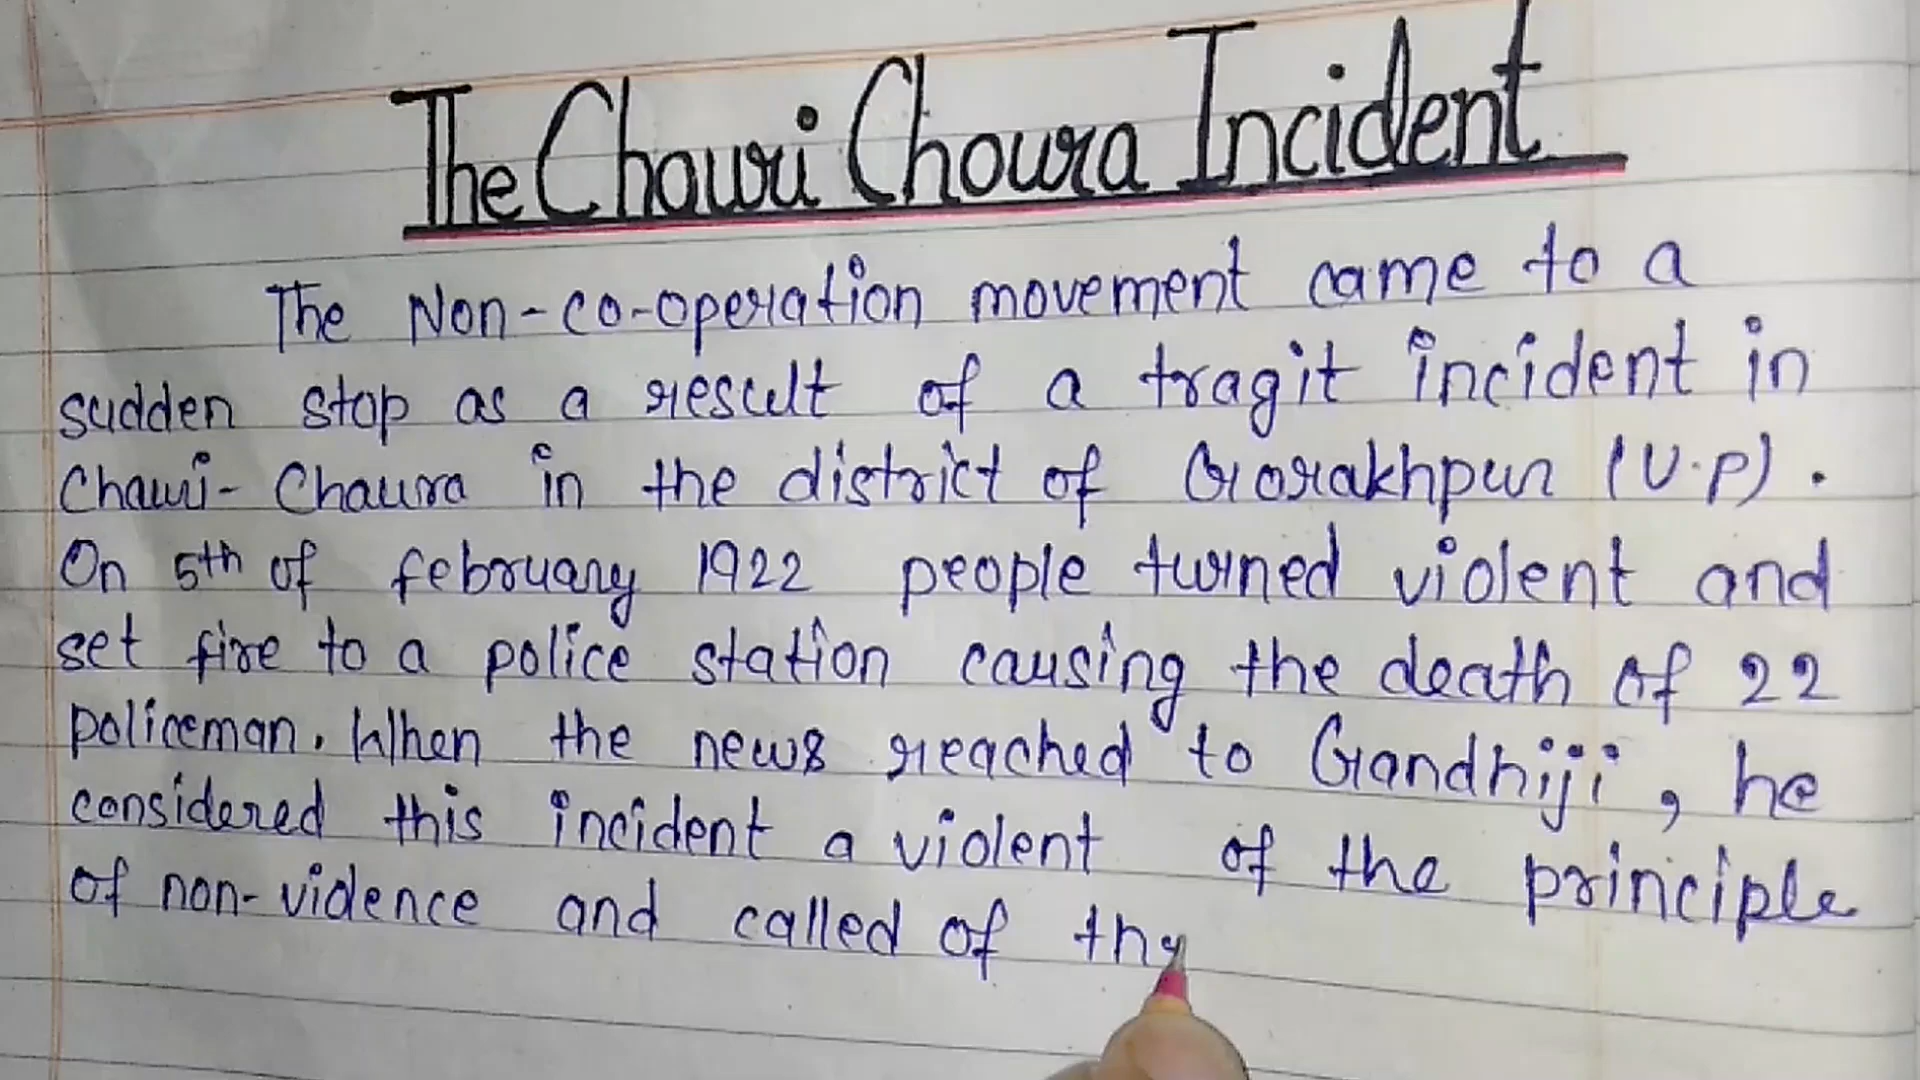 The Chauri Choura Incident
The Non-co-operation movement came to a
sudden stop as a result of a tragit incident in
Chauri-Chaura in the district of Gorakhpur (U.P).
On 5th of february 1922 people turned violent and
set fire to a police station causing the death of 22
policeman. When the news reached to Gandhiji, he
considered this incident a violent of the principle
of non-vidence and called of the